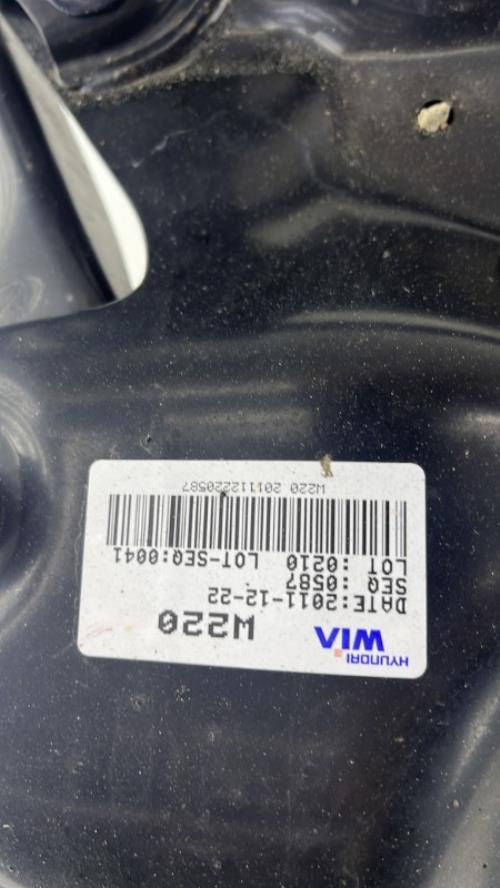 HYUNDAI
WIA
W220
DATE:2011-12-22
SEQ :0587
LOT :0210 LOT-SEQ:0041
W220 201112220587